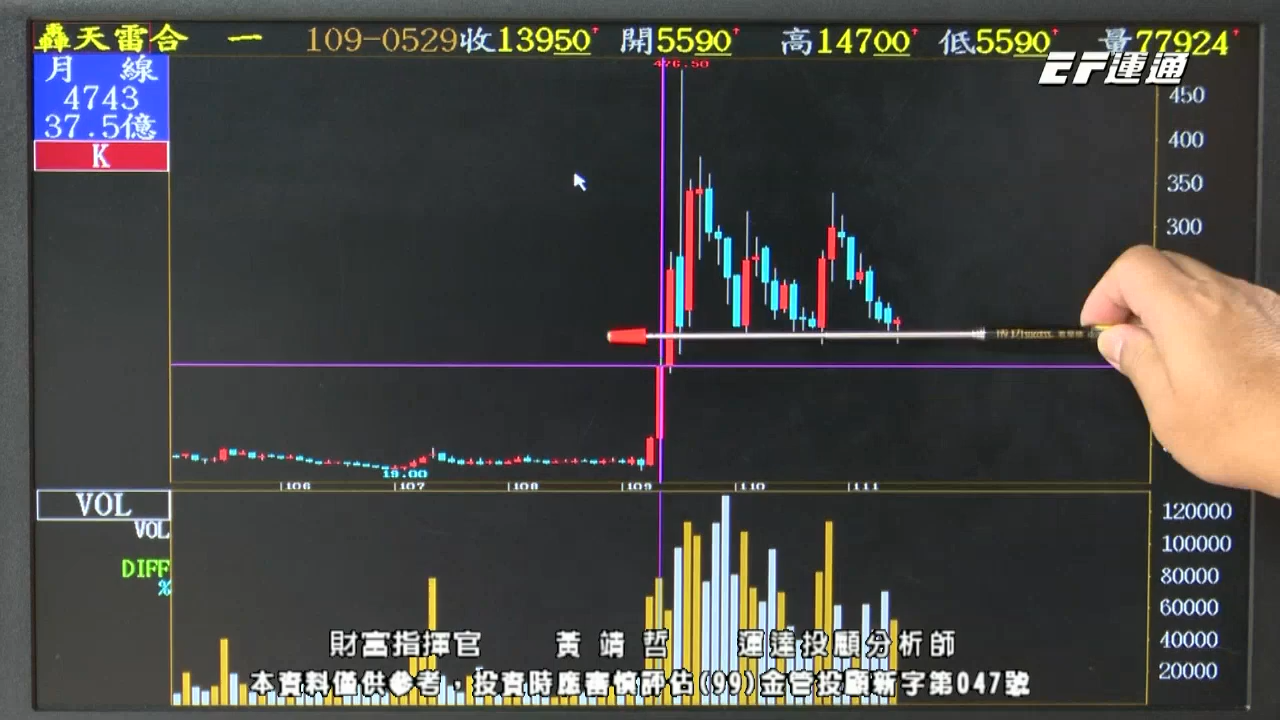 轟天雷合 一 109-0529收13950 開5590 高14700 低5590 量77924
EF運通
月 線
4743
37.5億
K
476.50
450
400
350
300
19.00
106 107 108 109 110 111
VOL
VOL
DIFF
%
120000
100000
80000
60000
40000
20000
財富指揮官 黃靖哲 運達投顧分析師
本資料僅供參考，投資時應審慎評估(99)金管投顧新字第047號